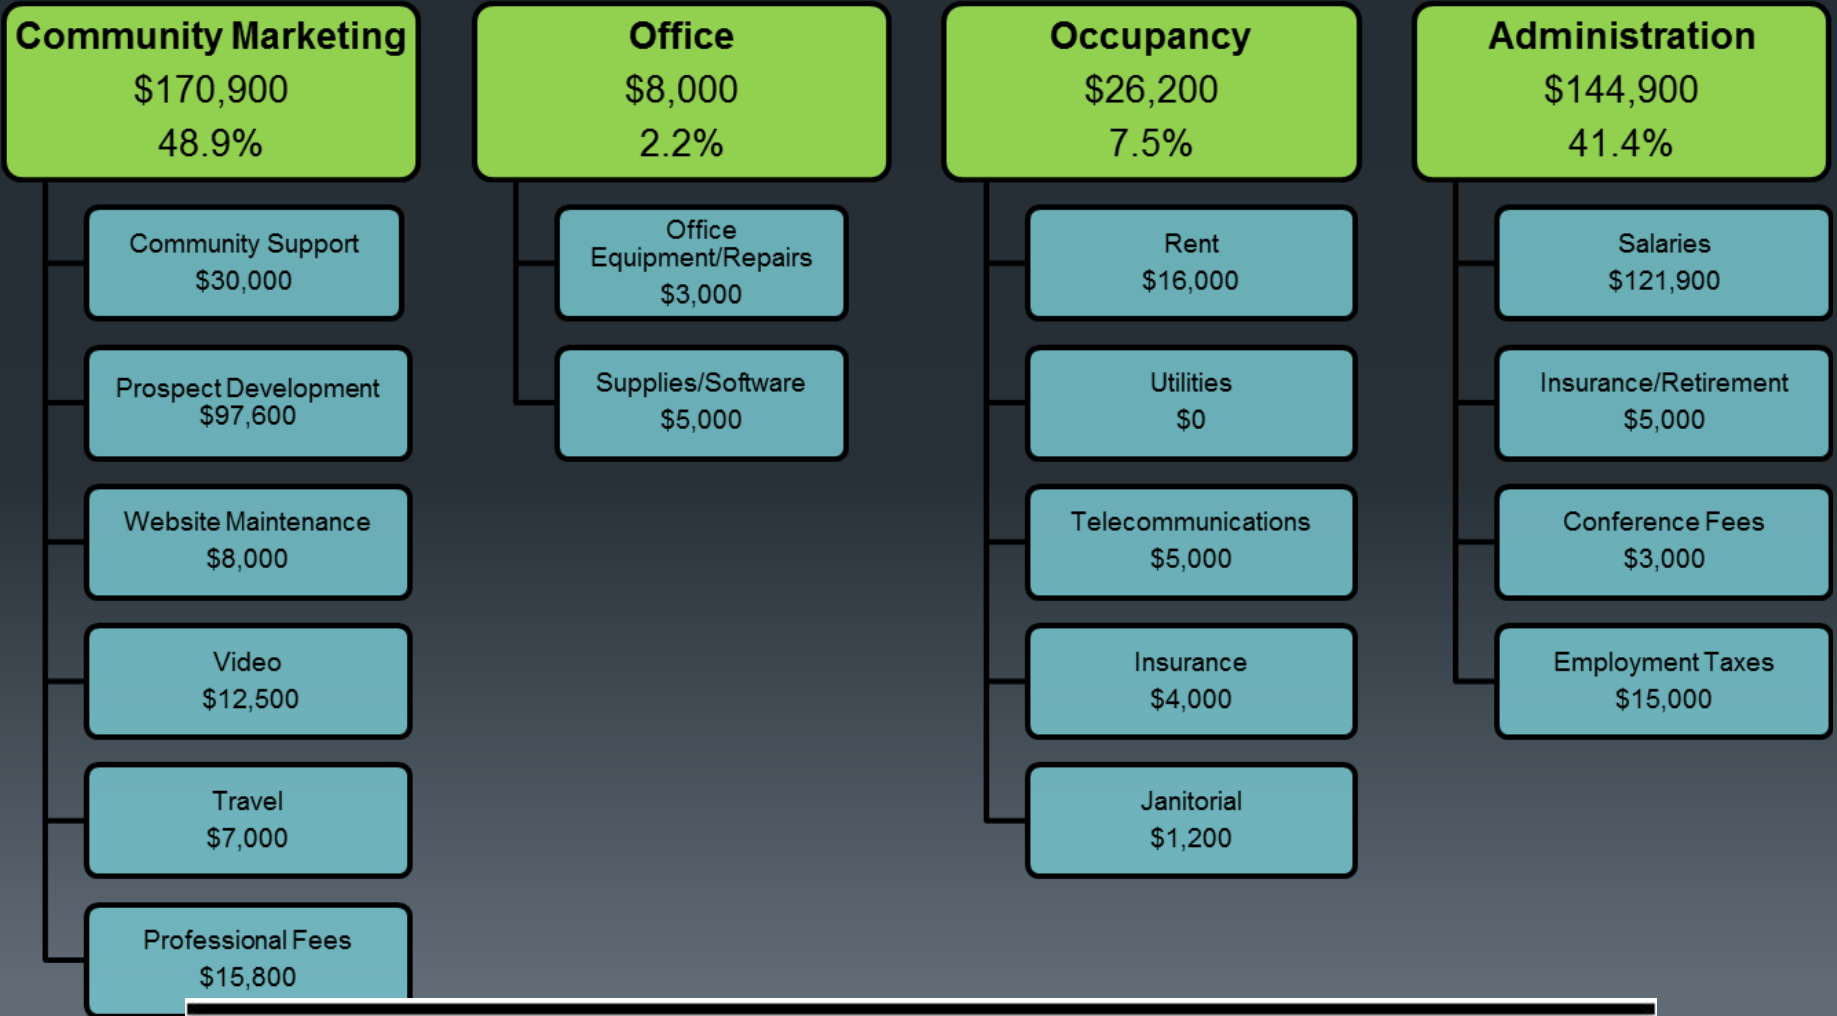 Community Marketing
$170,900
48.9%
Community Support
$30,000
Prospect Development
$97,600
Website Maintenance
$8,000
Video
$12,500
Travel
$7,000
Professional Fees
$15,800
Office
$8,000
2.2%
Office
Equipment/Repairs
$3,000
Supplies/Software
$5,000
Occupancy
$26,200
7.5%
Rent
$16,000
Utilities
$0
Telecommunications
$5,000
Insurance
$4,000
Janitorial
$1,200
Administration
$144,900
41.4%
Salaries
$121,900
Insurance/Retirement
$5,000
Conference Fees
$3,000
Employment Taxes
$15,000